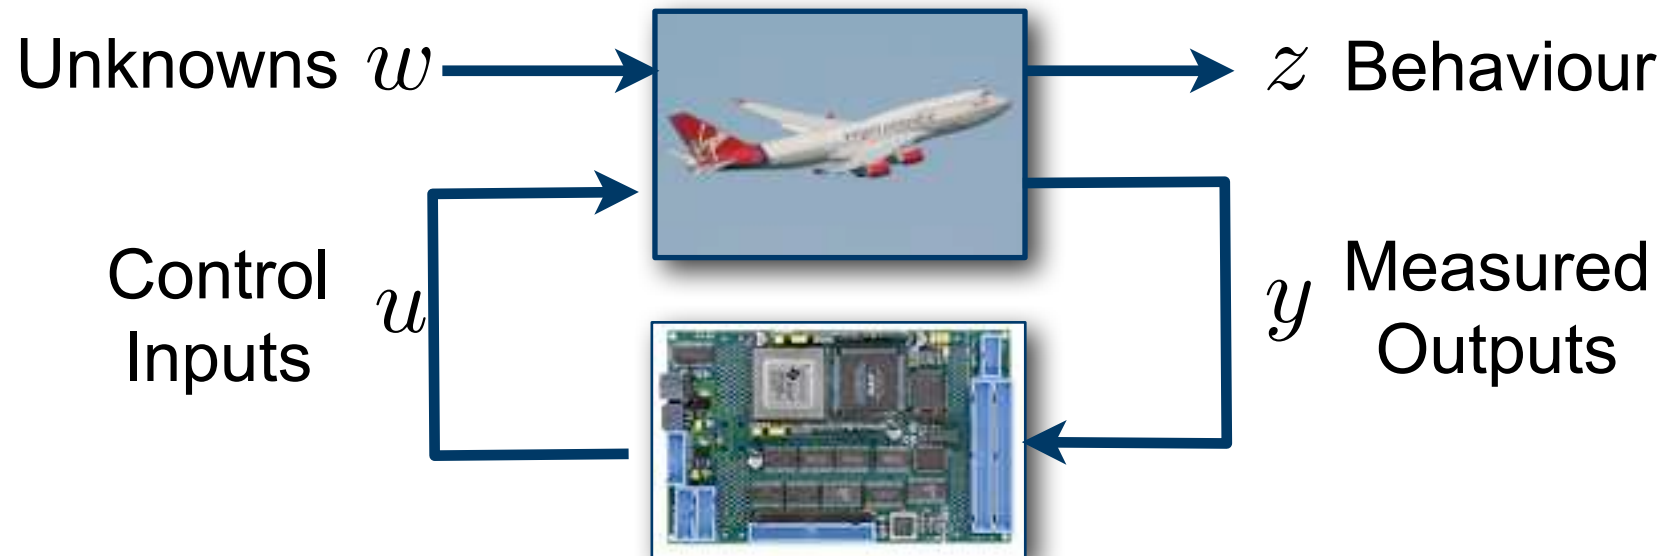 Unknowns w
z Behaviour
Control
Inputs
u
y
Measured
Outputs